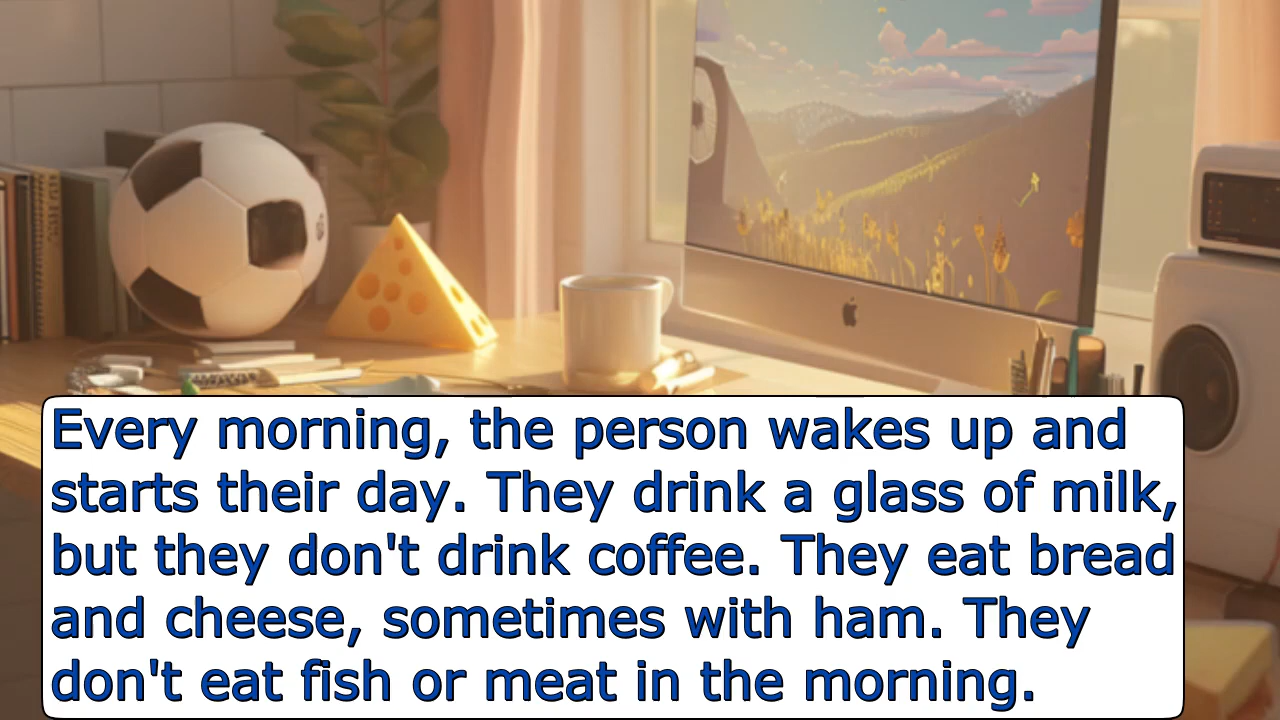 Every morning, the person wakes up and
starts their day. They drink a glass of milk,
but they don't drink coffee. They eat bread
and cheese, sometimes with ham. They
don't eat fish or meat in the morning.